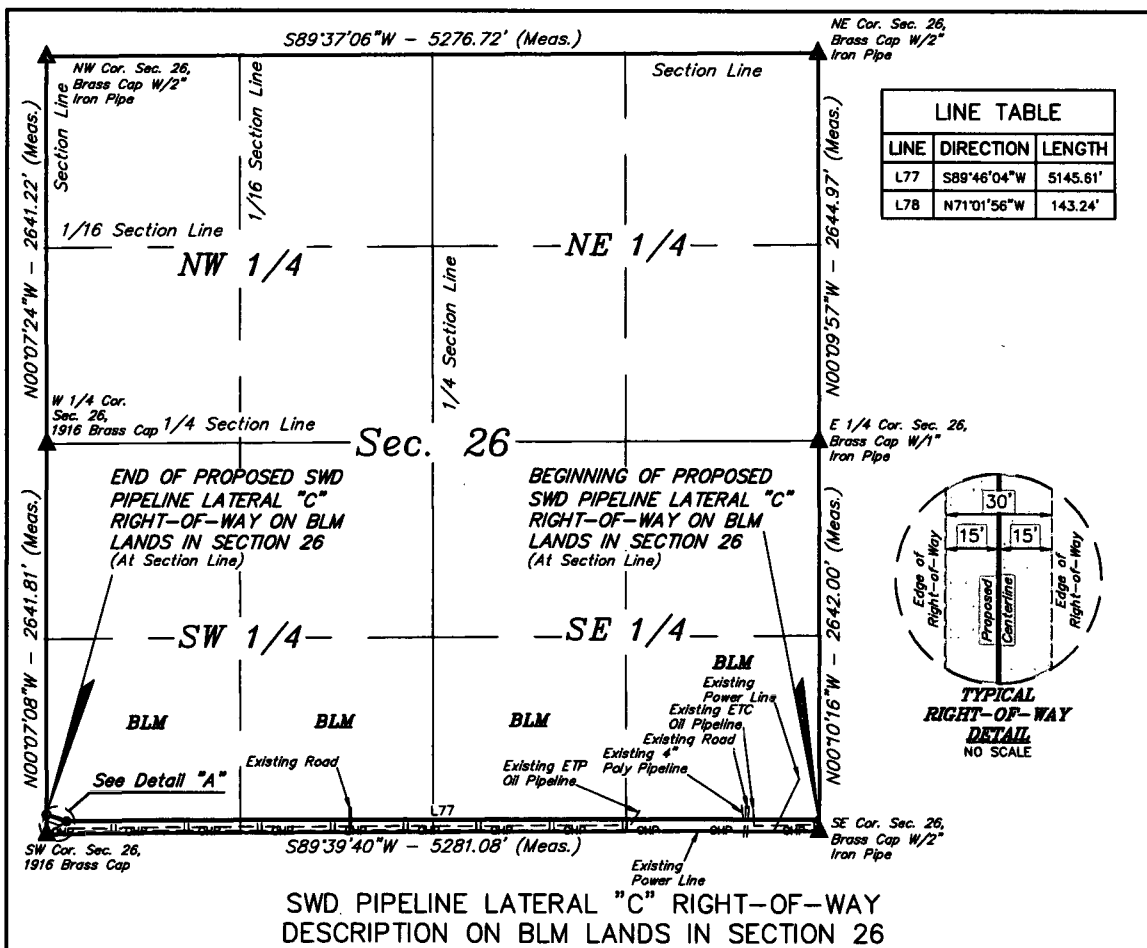 S89°37'06"W - 5276.72' (Meas.)
NE Cor. Sec. 26,
Brass Cap W/2"
Iron Pipe
NW Cor. Sec. 26,
Brass Cap W/2"
Iron Pipe
Section Line
Section Line
1/16 Section Line
N00°07'24"W - 2641.22' (Meas.)
N00°09'57"W - 2644.97' (Meas.)
LINE TABLE
LINE DIRECTION LENGTH
L77 S89°46'04"W 5145.61'
L78 N71°01'56"W 143.24'
1/16 Section Line
NW 1/4
NE 1/4
1/4 Section Line
W 1/4 Cor.
Sec. 26,
1916 Brass Cap
1/4 Section Line
Sec. 26
E 1/4 Cor. Sec. 26,
Brass Cap W/1"
Iron Pipe
END OF PROPOSED SWD
PIPELINE LATERAL "C"
RIGHT-OF-WAY ON BLM
LANDS IN SECTION 26
(At Section Line)
BEGINNING OF PROPOSED
SWD PIPELINE LATERAL "C"
RIGHT-OF-WAY ON BLM
LANDS IN SECTION 26
(At Section Line)
N00°07'08"W - 2641.81' (Meas.)
N00°10'16"W - 2642.00' (Meas.)
30'
15' 15'
Edge of
Right-of-Way
Proposed
Centerline
Edge of
Right-of-Way
TYPICAL
RIGHT-OF-WAY
DETAIL
NO SCALE
SW 1/4
SE 1/4
BLM
BLM
BLM
BLM
Existing
Power Line
Existing ETC
Oil Pipeline
Existing Road
Existing 4"
Poly Pipeline
Existing ETP
Oil Pipeline
Existing Road
See Detail "A"
L77
OHP OHP OHP OHP OHP OHP OHP OHP OHP OHP OHP
SW Cor. Sec. 26,
1916 Brass Cap
S89°39'40"W - 5281.08' (Meas.)
SE Cor. Sec. 26,
Brass Cap W/2"
Iron Pipe
Existing
Power Line
SWD PIPELINE LATERAL "C" RIGHT-OF-WAY
DESCRIPTION ON BLM LANDS IN SECTION 26